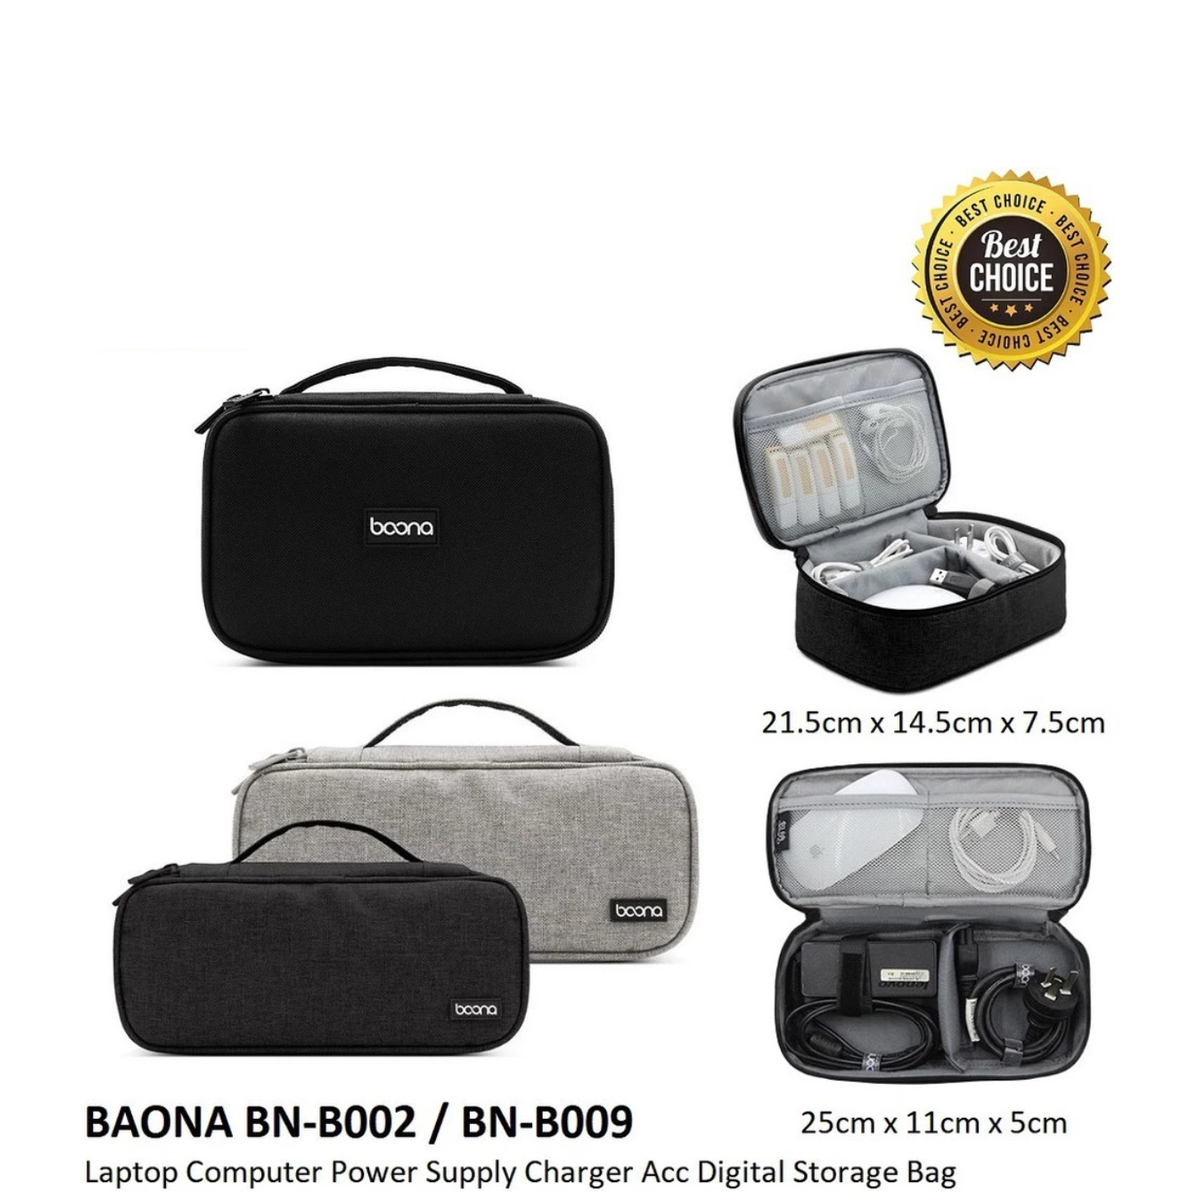 BEST CHOICE · BEST CHOICE · BEST CHOICE · BEST CHOICE ·
Best
CHOICE
boona
21.5cm x 14.5cm x 7.5cm
boona
boona
lenovo
25cm x 11cm x 5cm
BAONA BN-B002 / BN-B009
Laptop Computer Power Supply Charger Acc Digital Storage Bag